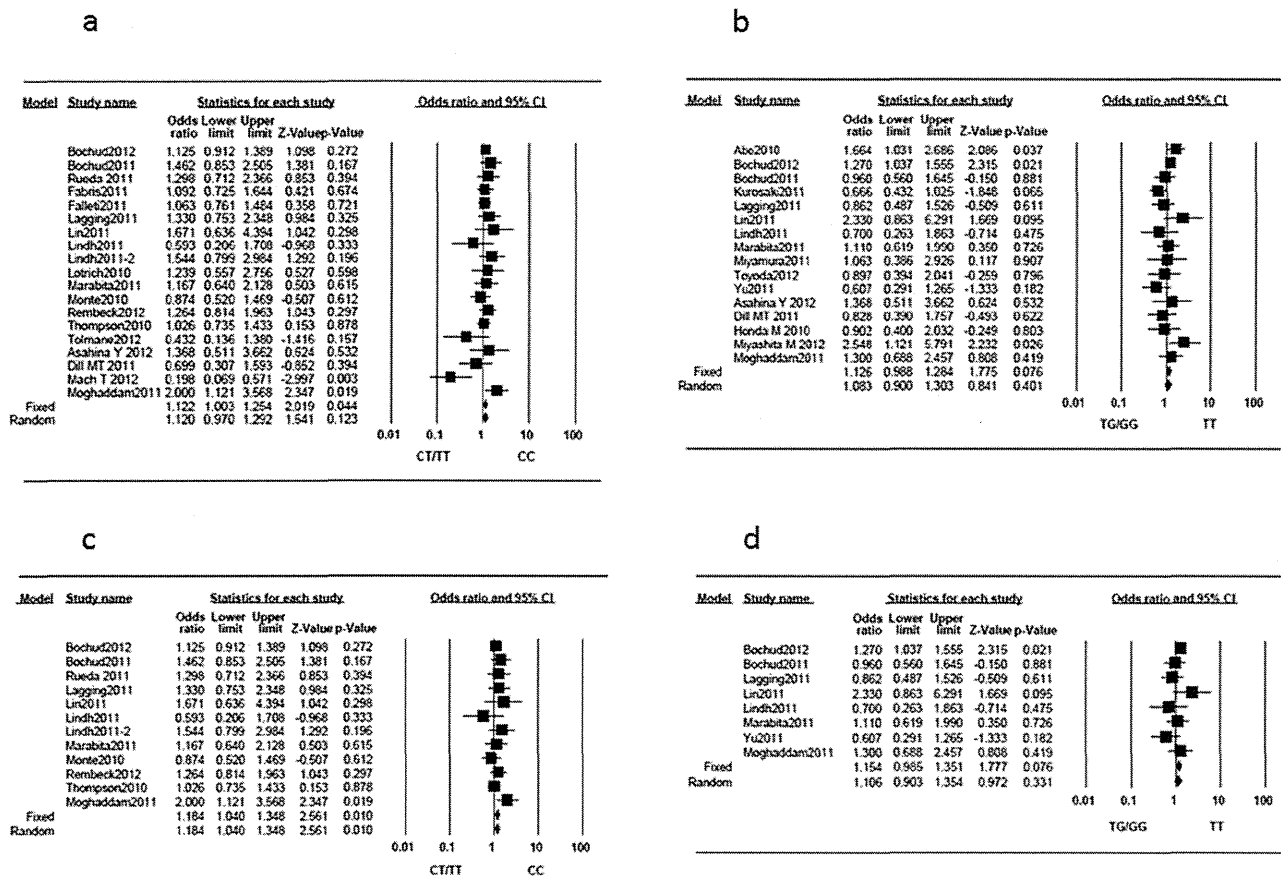 a
Model Study name Statistics for each study Odds ratio and 95% CI
Odds Lower Upper
ratio limit limit Z-Value p-Value
Bochud2012 1.125 0.912 1.389 1.098 0.272
Bochud2011 1.462 0.853 2.505 1.381 0.167
Rueda 2011 1.298 0.712 2.366 0.853 0.394
Fabris2011 1.092 0.725 1.644 0.421 0.674
Falleti2011 1.063 0.761 1.484 0.358 0.721
Lagging2011 1.330 0.753 2.348 0.984 0.325
Lin2011 1.671 0.636 4.394 1.042 0.298
Lindh2011 0.593 0.206 1.708 -0.968 0.333
Lindh2011-2 1.544 0.799 2.984 1.292 0.196
Lotrich2010 1.239 0.557 2.756 0.527 0.598
Marabita2011 1.167 0.640 2.128 0.503 0.615
Monte2010 0.874 0.520 1.469 -0.507 0.612
Rembeck2012 1.264 0.814 1.963 1.043 0.297
Thompson2010 1.026 0.735 1.433 0.153 0.878
Tolmane2012 0.432 0.136 1.380 -1.416 0.157
Asahina Y 2012 1.368 0.511 3.662 0.624 0.532
Dill MT 2011 0.699 0.307 1.593 -0.852 0.394
Mach T 2012 0.198 0.069 0.571 -2.997 0.003
Moghaddam2011 2.000 1.121 3.568 2.347 0.019
Fixed 1.122 1.003 1.254 2.019 0.044
Random 1.120 0.970 1.292 1.541 0.123
0.01 0.1 1 10 100
CT/TT CC
b
Model Study name Statistics for each study Odds ratio and 95% CI
Odds Lower Upper
ratio limit limit Z-Value p-Value
Abe2010 1.664 1.031 2.686 2.086 0.037
Bochud2012 1.270 1.037 1.555 2.315 0.021
Bochud2011 0.960 0.560 1.645 -0.150 0.881
Kurosaki2011 0.666 0.432 1.025 -1.848 0.065
Lagging2011 0.862 0.487 1.526 -0.509 0.611
Lin2011 2.330 0.863 6.291 1.669 0.095
Lindh2011 0.700 0.263 1.863 -0.714 0.475
Marabita2011 1.110 0.619 1.990 0.350 0.726
Miyamura2011 1.063 0.386 2.926 0.117 0.907
Toyoda2012 0.897 0.394 2.041 -0.259 0.796
Yu2011 0.607 0.291 1.265 -1.333 0.182
Asahina Y 2012 1.368 0.511 3.662 0.624 0.532
Dill MT 2011 0.828 0.390 1.757 -0.493 0.622
Honda M 2010 0.902 0.400 2.032 -0.249 0.803
Miyashita M 2012 2.548 1.121 5.791 2.232 0.026
Moghaddam2011 1.300 0.688 2.457 0.808 0.419
Fixed 1.126 0.988 1.284 1.775 0.076
Random 1.083 0.900 1.303 0.841 0.401
0.01 0.1 1 10 100
TG/GG TT
c
Model Study name Statistics for each study Odds ratio and 95% CI
Odds Lower Upper
ratio limit limit Z-Value p-Value
Bochud2012 1.125 0.912 1.389 1.098 0.272
Bochud2011 1.462 0.853 2.505 1.381 0.167
Rueda 2011 1.298 0.712 2.366 0.853 0.394
Lagging2011 1.330 0.753 2.348 0.984 0.325
Lin2011 1.671 0.636 4.394 1.042 0.298
Lindh2011 0.593 0.206 1.708 -0.968 0.333
Lindh2011-2 1.544 0.799 2.984 1.292 0.196
Marabita2011 1.167 0.640 2.128 0.503 0.615
Monte2010 0.874 0.520 1.469 -0.507 0.612
Rembeck2012 1.264 0.814 1.963 1.043 0.297
Thompson2010 1.026 0.735 1.433 0.153 0.878
Moghaddam2011 2.000 1.121 3.568 2.347 0.019
Fixed 1.184 1.040 1.348 2.561 0.010
Random 1.184 1.040 1.348 2.561 0.010
0.01 0.1 1 10 100
CT/TT CC
d
Model Study name Statistics for each study Odds ratio and 95% CI
Odds Lower Upper
ratio limit limit Z-Value p-Value
Bochud2012 1.270 1.037 1.555 2.315 0.021
Bochud2011 0.960 0.560 1.645 -0.150 0.881
Lagging2011 0.862 0.487 1.526 -0.509 0.611
Lin2011 2.330 0.863 6.291 1.669 0.095
Lindh2011 0.700 0.263 1.863 -0.714 0.475
Marabita2011 1.110 0.619 1.990 0.350 0.726
Yu2011 0.607 0.291 1.265 -1.333 0.182
Moghaddam2011 1.300 0.688 2.457 0.808 0.419
Fixed 1.154 0.985 1.351 1.777 0.076
Random 1.106 0.903 1.354 0.972 0.331
0.01 0.1 1 10 100
TG/GG TT